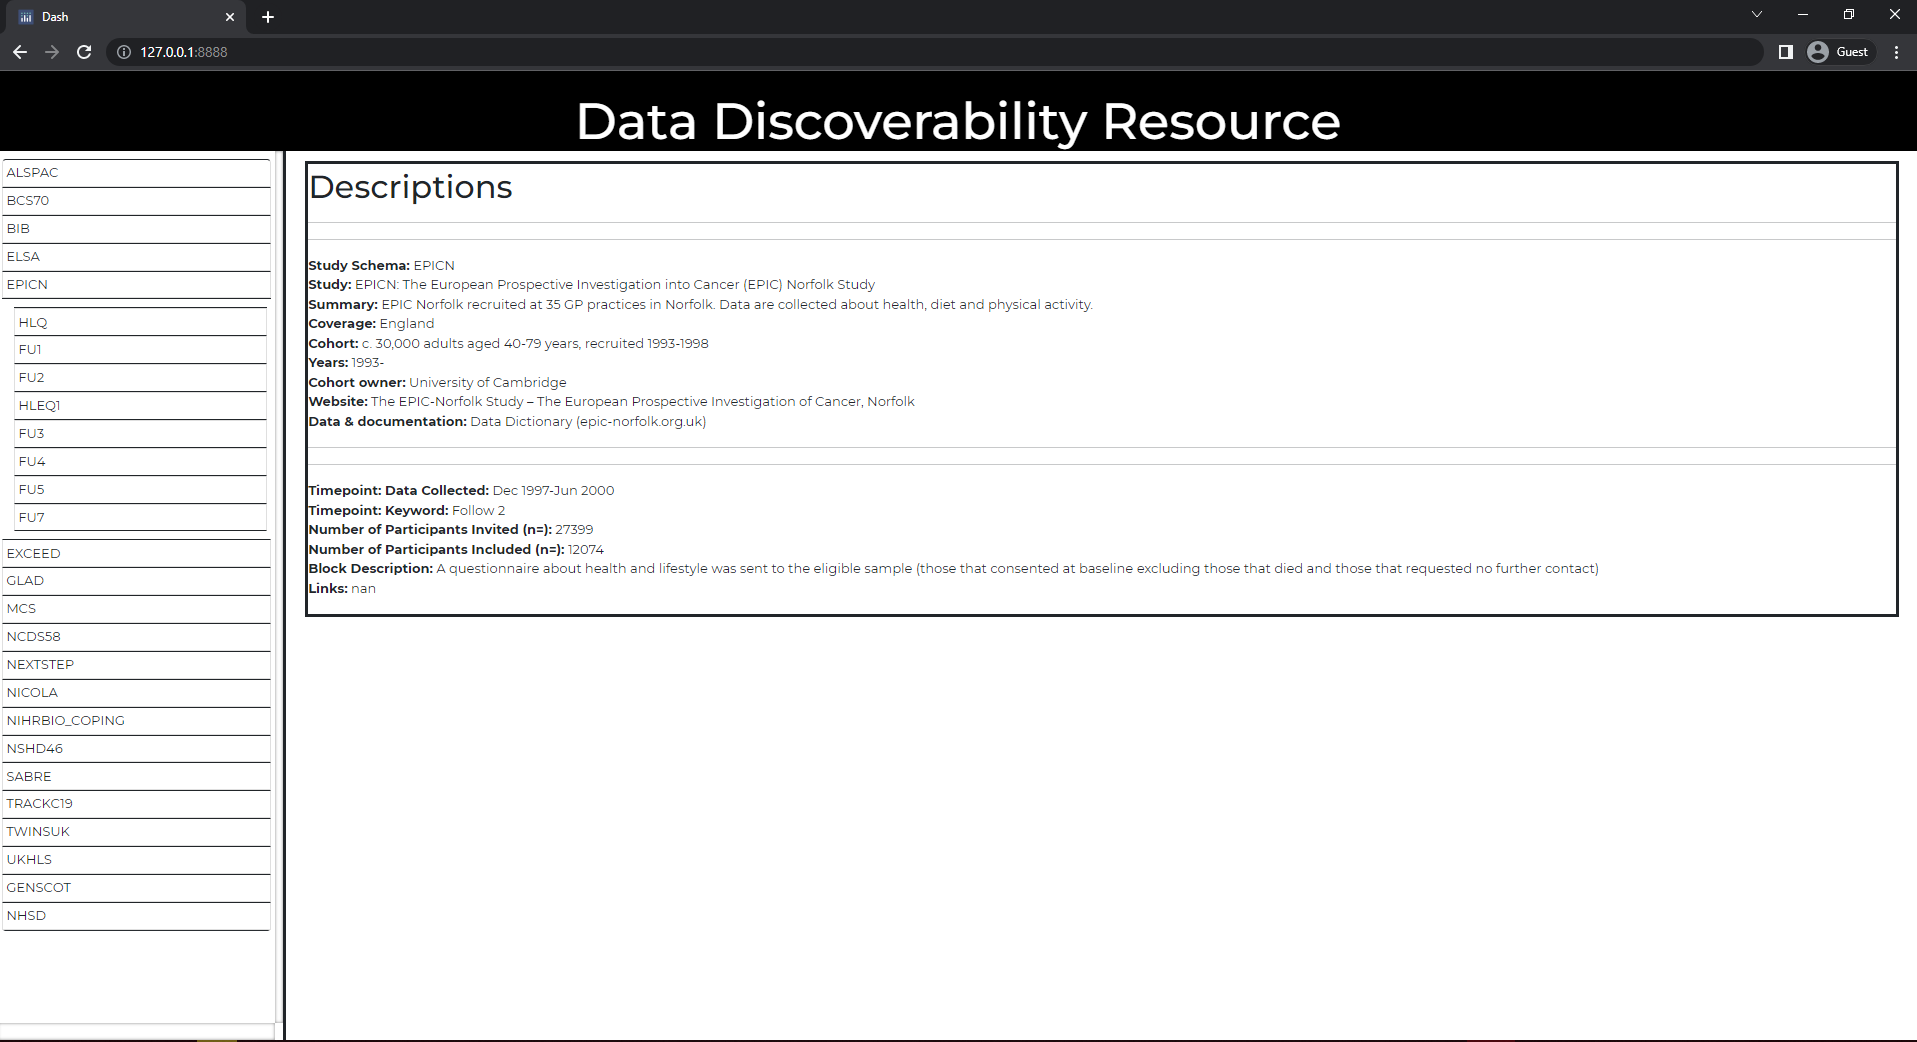 Dash
127.0.0.1:8888
Guest
Data Discoverability Resource
ALSPAC
BCS70
BIB
ELSA
EPICN
HLQ
FU1
FU2
HLEQ1
FU3
FU4
FU5
FU7
EXCEED
GLAD
MCS
NCDS58
NEXTSTEP
NICOLA
NIHRBIO_COPING
NSHD46
SABRE
TRACKC19
TWINSUK
UKHLS
GENSCOT
NHSD
Descriptions
Study Schema: EPICN
Study: EPICN: The European Prospective Investigation into Cancer (EPIC) Norfolk Study
Summary: EPIC Norfolk recruited at 35 GP practices in Norfolk. Data are collected about health, diet and physical activity.
Coverage: England
Cohort: c. 30,000 adults aged 40-79 years, recruited 1993-1998
Years: 1993-
Cohort owner: University of Cambridge
Website: The EPIC-Norfolk Study – The European Prospective Investigation of Cancer, Norfolk
Data & documentation: Data Dictionary (epic-norfolk.org.uk)
Timepoint: Data Collected: Dec 1997-Jun 2000
Timepoint: Keyword: Follow 2
Number of Participants Invited (n=): 27399
Number of Participants Included (n=): 12074
Block Description: A questionnaire about health and lifestyle was sent to the eligible sample (those that consented at baseline excluding those that died and those that requested no further contact)
Links: nan